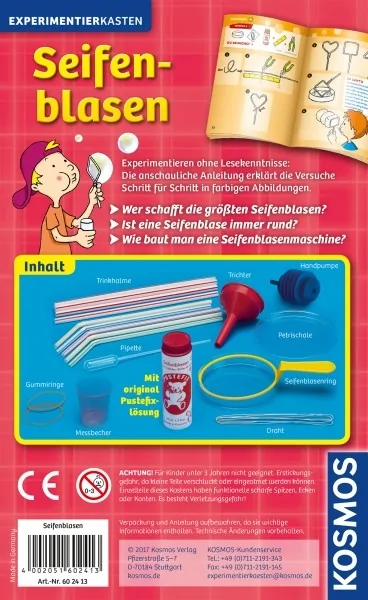 EXPERIMENTIERKASTEN
Seifen-
blasen
Experimentieren ohne Lesekenntnisse:
Die anschauliche Anleitung erklärt die Versuche
Schritt für Schritt in farbigen Abbildungen.
Wer schafft die größten Seifenblasen?
Ist eine Seifenblase immer rund?
Wie baut man eine Seifenblasenmaschine?
Inhalt
Handpumpe
Trichter
Trinkhalme
Petrischale
Pipette
Seifenblasenring
Gummiringe
Mit
original
Pustefix-
lösung
PUSTEFIX
Messbecher
Draht
CE
0-3
ACHTUNG! Für Kinder unter 3 Jahren nicht geeignet. Erstickungs-
gefahr, da kleine Teile verschluckt oder eingeatmet werden können.
Einzelteile dieses Kastens haben funktionelle scharfe Spitzen, Ecken
oder Kanten. Es besteht Verletzungsgefahr!
Verpackung und Anleitung aufbewahren, da sie wichtige
Informationen enthalten. Technische Änderungen vorbehalten.
Seifenblasen
Made in Germany
4 002051 602413
Art.-Nr. 60 24 13
© 2017 Kosmos Verlag
Pfizerstraße 5–7
D-70184 Stuttgart
kosmos.de
KOSMOS-Kundenservice
Tel.: +49 (0)711-2191-343
Fax: +49 (0)711-2191-145
experimentierkasten@kosmos.de
KOSMOS